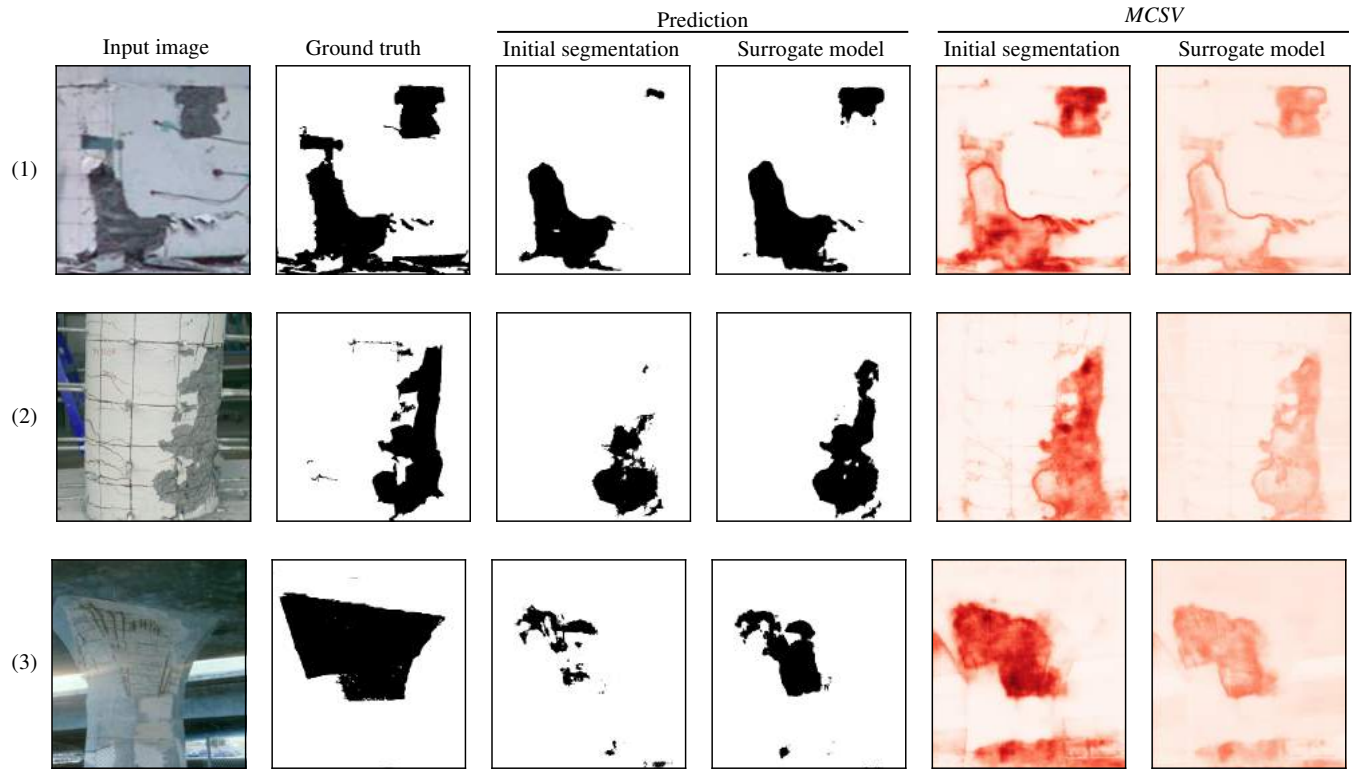 Prediction
MCSV
Input image
Ground truth
Initial segmentation
Surrogate model
Initial segmentation
Surrogate model
(1)
(2)
(3)